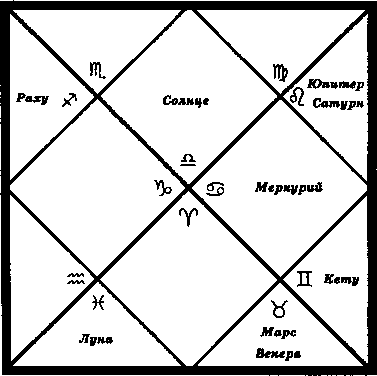 ♏
♍
Раху ♐
Солнце
♌ Юпитер
Сатурн
♎
♑ ♋ Меркурий
♈
♒ ♊ Кету
♓ ♉
Луна
Марс
Венера